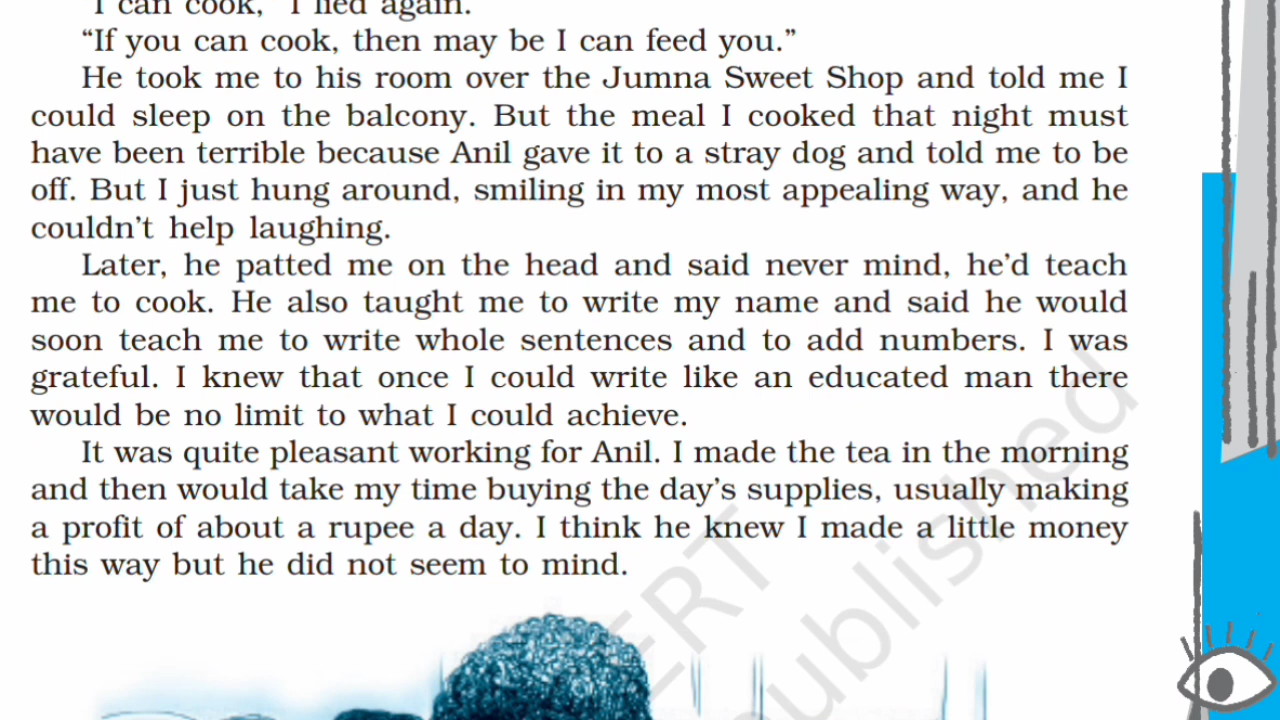 "I can cook," I lied again.
“If you can cook, then may be I can feed you.”
He took me to his room over the Jumna Sweet Shop and told me I
could sleep on the balcony. But the meal I cooked that night must
have been terrible because Anil gave it to a stray dog and told me to be
off. But I just hung around, smiling in my most appealing way, and he
couldn’t help laughing.
Later, he patted me on the head and said never mind, he’d teach
me to cook. He also taught me to write my name and said he would
soon teach me to write whole sentences and to add numbers. I was
grateful. I knew that once I could write like an educated man there
would be no limit to what I could achieve.
It was quite pleasant working for Anil. I made the tea in the morning
and then would take my time buying the day’s supplies, usually making
a profit of about a rupee a day. I think he knew I made a little money
this way but he did not seem to mind.